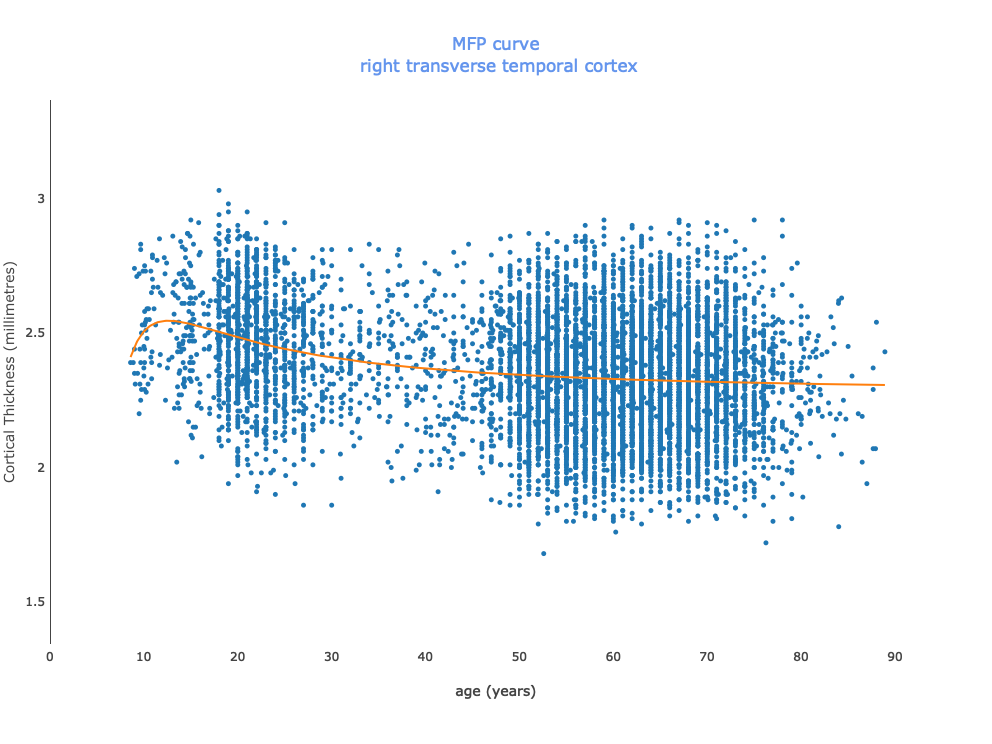 MFP curve
right transverse temporal cortex
Cortical Thickness (millimetres)
3
2.5
2
1.5
0 10 20 30 40 50 60 70 80 90
age (years)